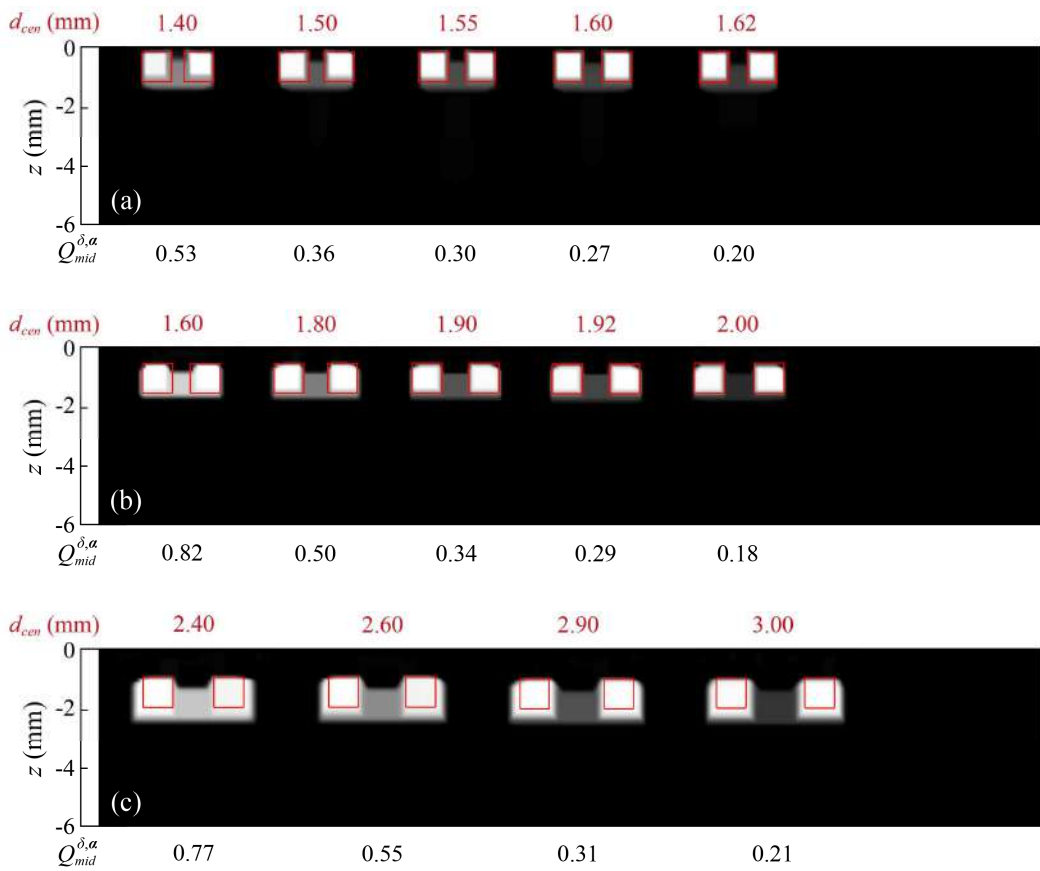 d_cen (mm) 1.40 1.50 1.55 1.60 1.62
0
-2
z (mm)
-4
(a)
-6
Q_mid^δ,α 0.53 0.36 0.30 0.27 0.20
d_cen (mm) 1.60 1.80 1.90 1.92 2.00
0
-2
z (mm)
-4
(b)
-6
Q_mid^δ,α 0.82 0.50 0.34 0.29 0.18
d_cen (mm) 2.40 2.60 2.90 3.00
0
-2
z (mm)
-4
(c)
-6
Q_mid^δ,α 0.77 0.55 0.31 0.21